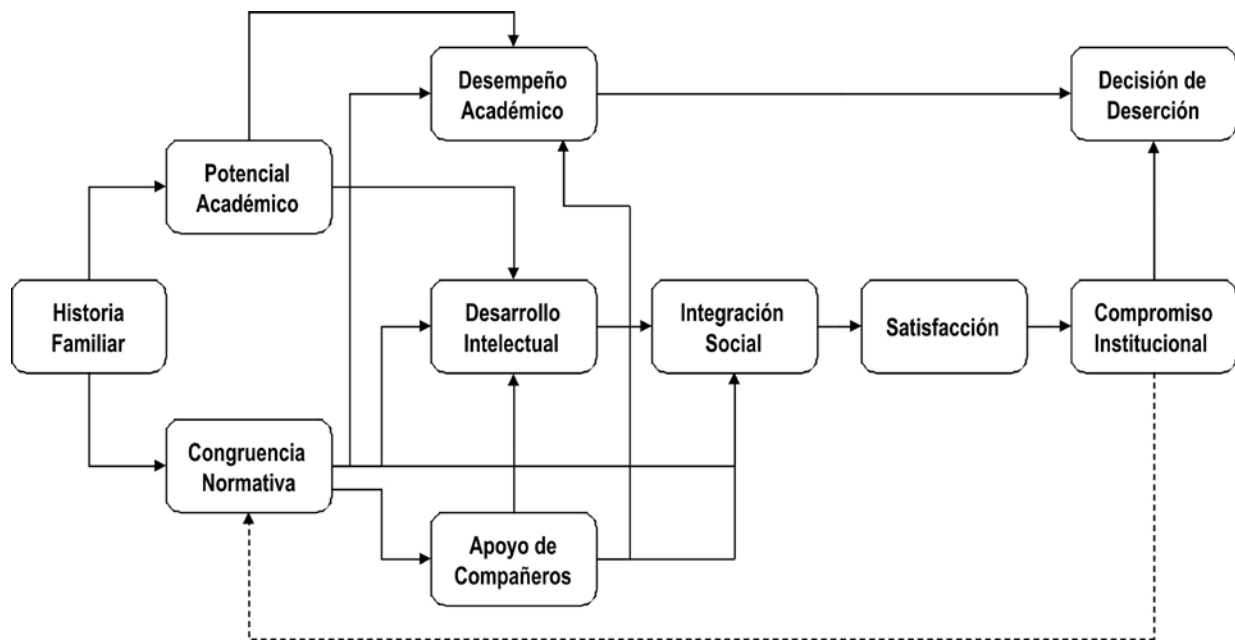 Desempeño
Académico
Decisión de
Deserción
Potencial
Académico
Historia
Familiar
Desarrollo
Intelectual
Integración
Social
Satisfacción
Compromiso
Institucional
Congruencia
Normativa
Apoyo de
Compañeros